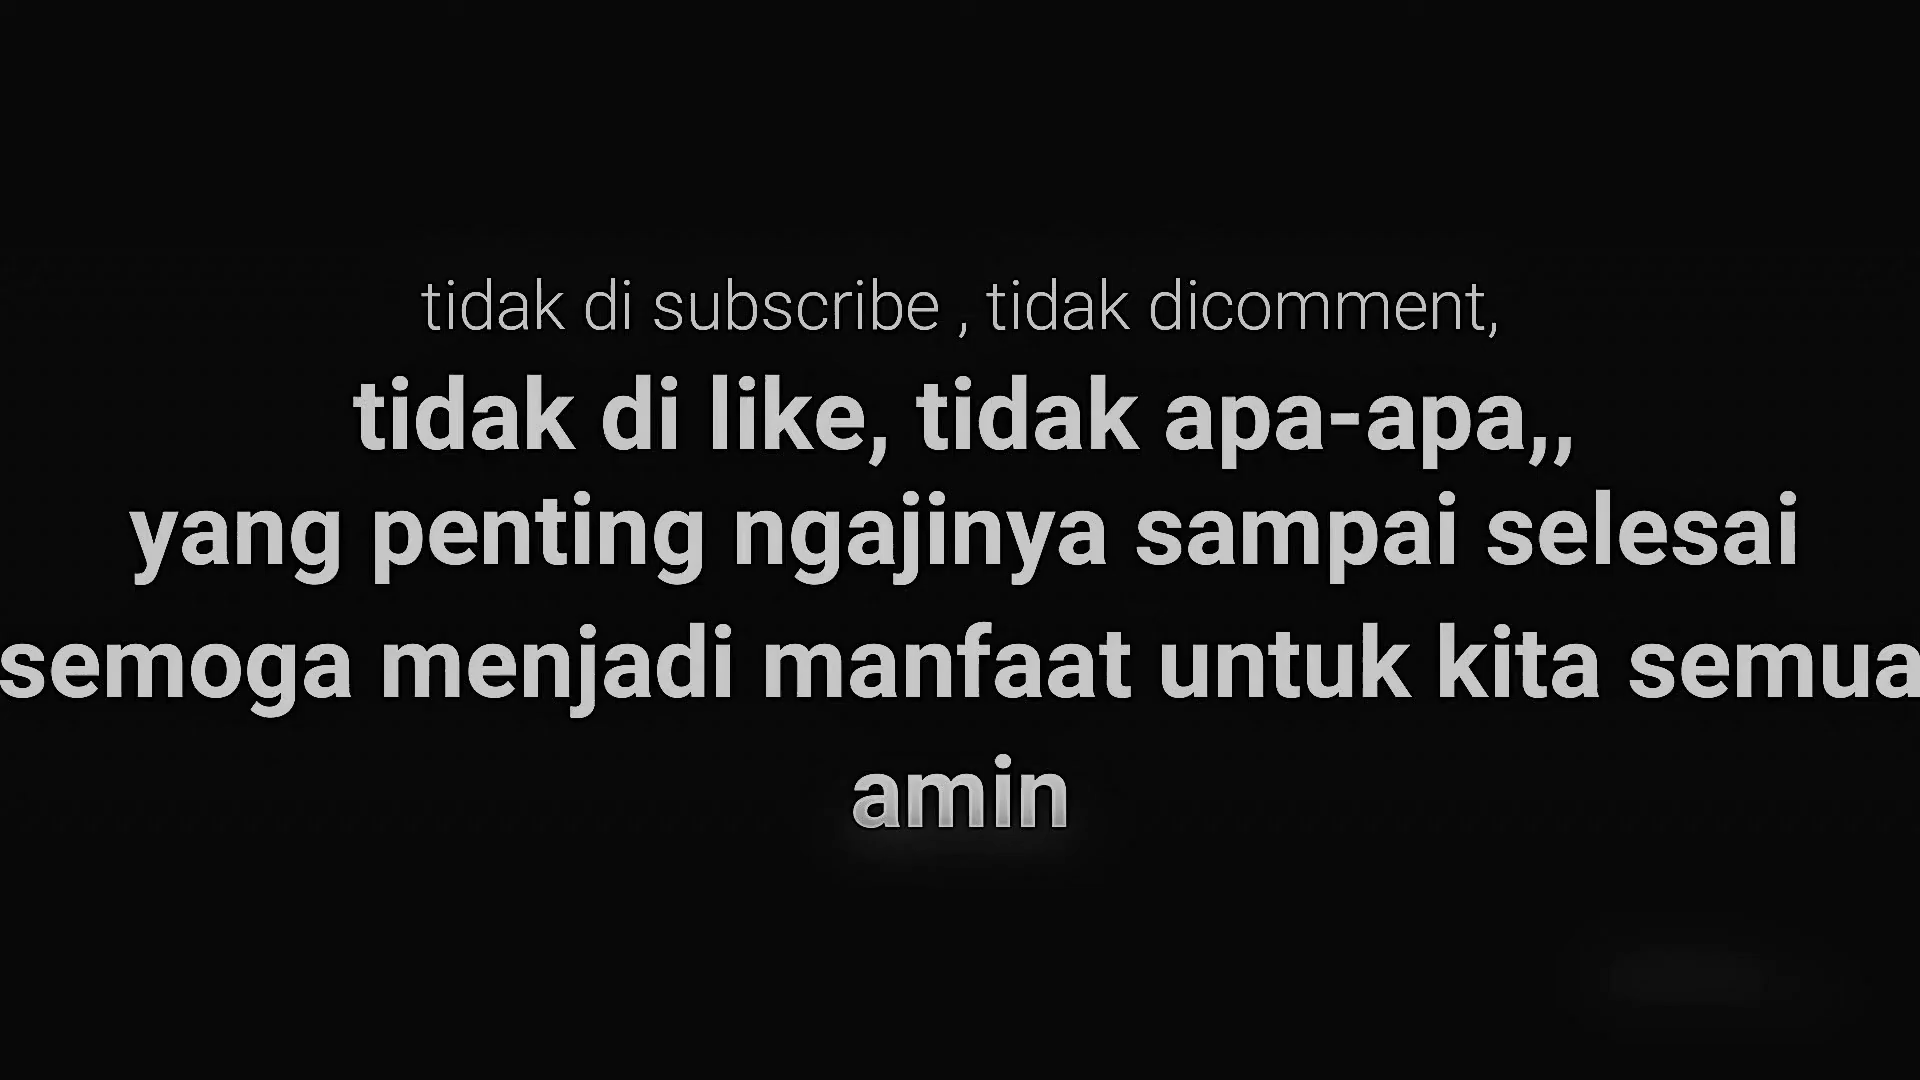 tidak di subscribe , tidak dicomment,
tidak di like, tidak apa-apa,,
yang penting ngajinya sampai selesai
semoga menjadi manfaat untuk kita semua
amin